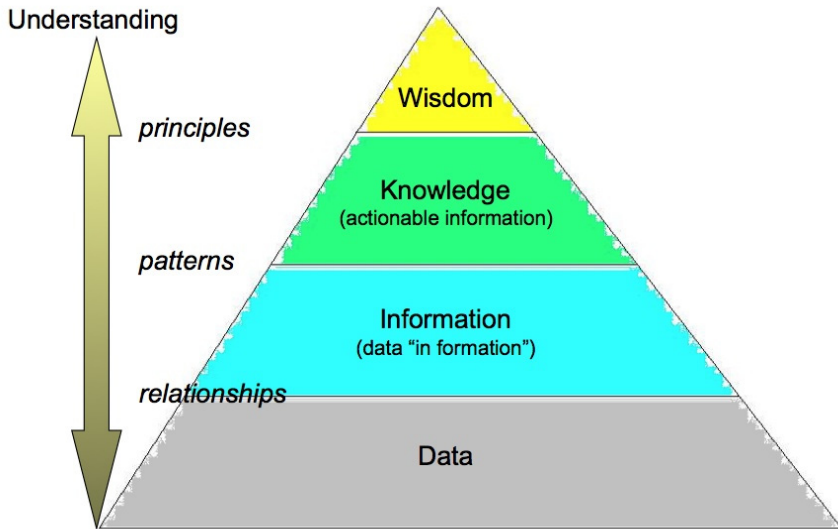 Understanding
Wisdom
principles
Knowledge
(actionable information)
patterns
Information
(data “in formation”)
relationships
Data